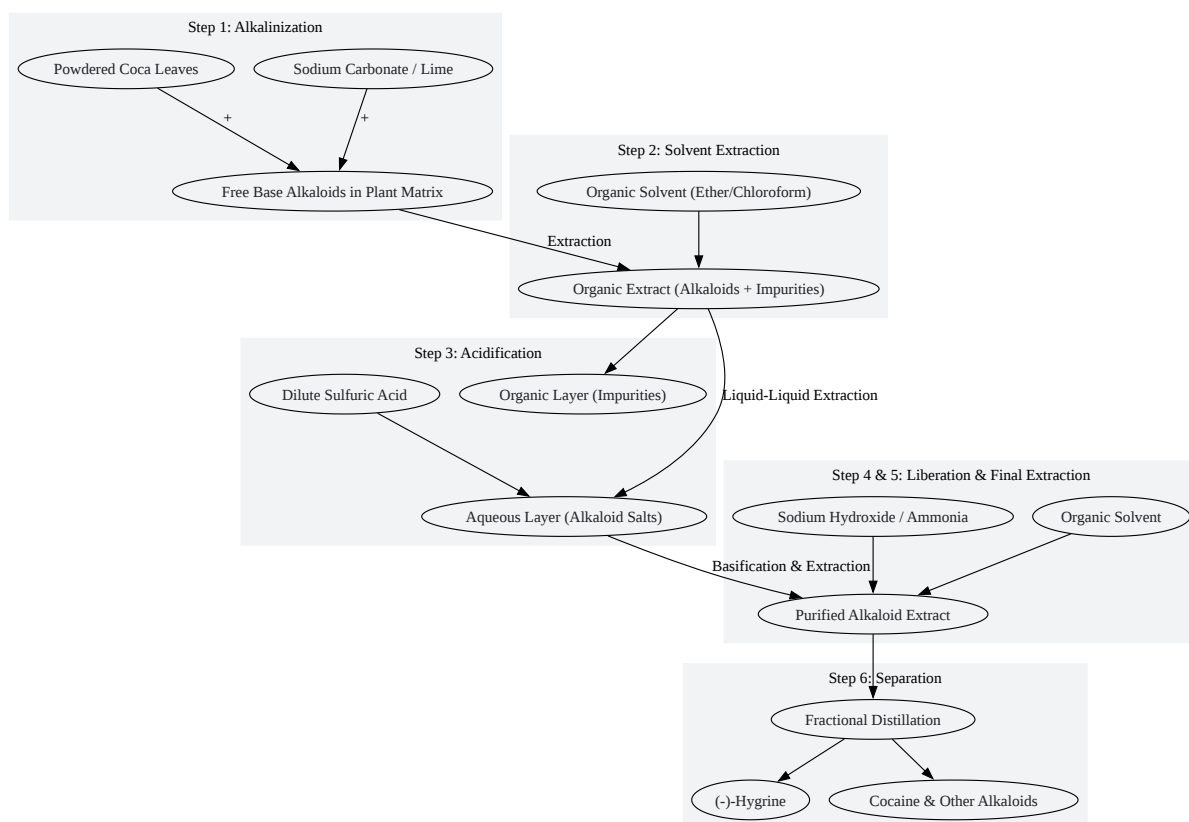 Step 1: Alkalinization
Powdered Coca Leaves
Sodium Carbonate / Lime
+
+
Free Base Alkaloids in Plant Matrix
Step 2: Solvent Extraction
Organic Solvent (Ether/Chloroform)
Extraction
Organic Extract (Alkaloids + Impurities)
Step 3: Acidification
Dilute Sulfuric Acid
Organic Layer (Impurities)
Liquid-Liquid Extraction
Aqueous Layer (Alkaloid Salts)
Step 4 & 5: Liberation & Final Extraction
Sodium Hydroxide / Ammonia
Organic Solvent
Basification & Extraction
Purified Alkaloid Extract
Step 6: Separation
Fractional Distillation
(-)-Hygrine
Cocaine & Other Alkaloids